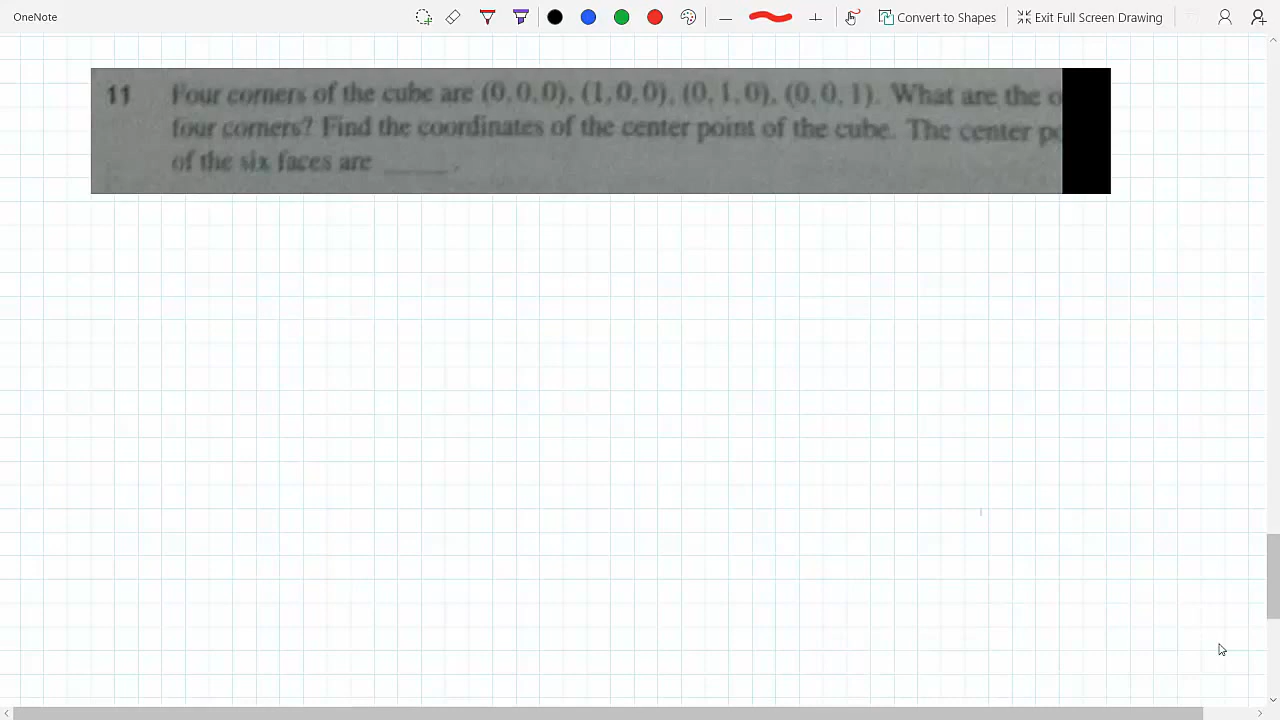 OneNote
Convert to Shapes
Exit Full Screen Drawing
11 Four corners of the cube are (0, 0, 0), (1, 0, 0), (0, 1, 0), (0, 0, 1). What are the
four corners? Find the coordinates of the center point of the cube. The center
of the six faces are ____.